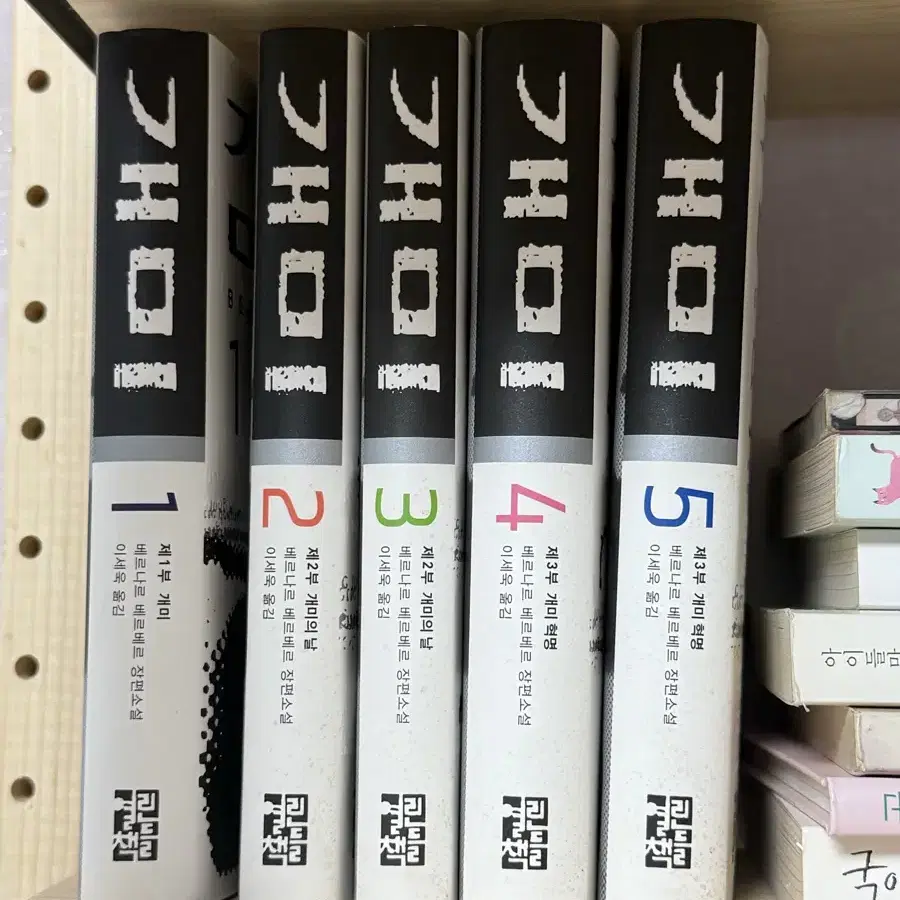 개미
1
제1부 개미
베르나르 베르베르 장편소설
이세욱 옮김
열린책들
개미
2
제2부 개미의 날
베르나르 베르베르 장편소설
이세욱 옮김
열린책들
개미
3
제2부 개미의 날
베르나르 베르베르 장편소설
이세욱 옮김
열린책들
개미
4
제3부 개미 혁명
베르나르 베르베르 장편소설
이세욱 옮김
열린책들
개미
5
제3부 개미 혁명
베르나르 베르베르 장편소설
이세욱 옮김
열린책들
1